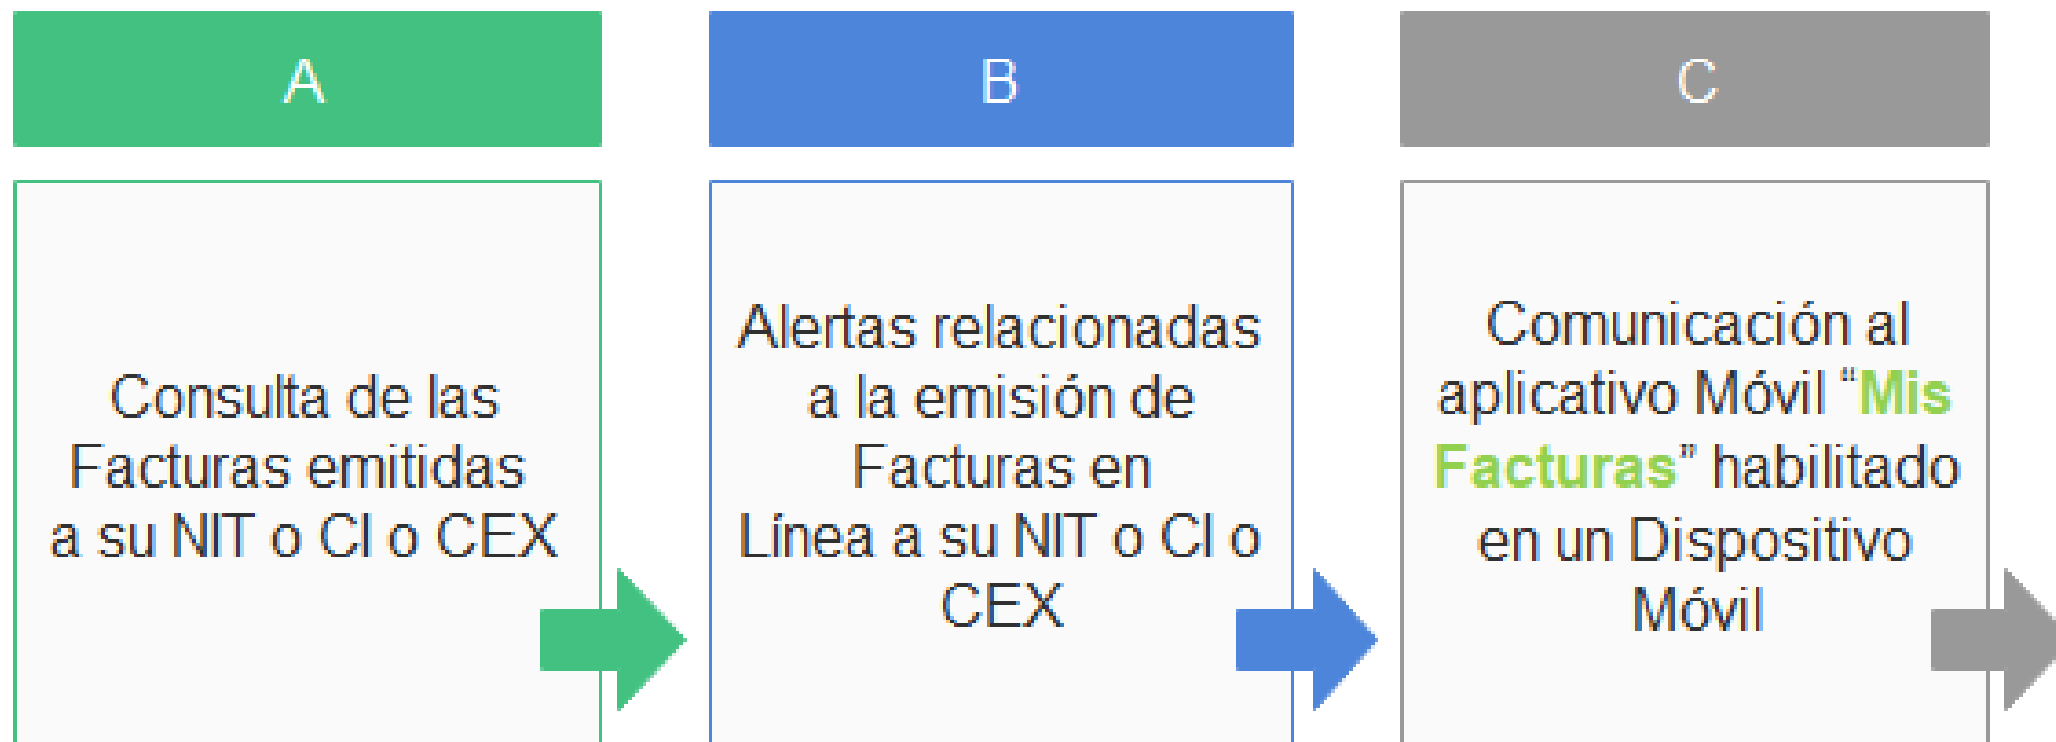 A
Consulta de las
Facturas emitidas
a su NIT o CI o CEX
B
Alertas relacionadas
a la emisión de
Facturas en
Línea a su NIT o CI o
CEX
C
Comunicación al
aplicativo Móvil “Mis
Facturas” habilitado
en un Dispositivo
Móvil